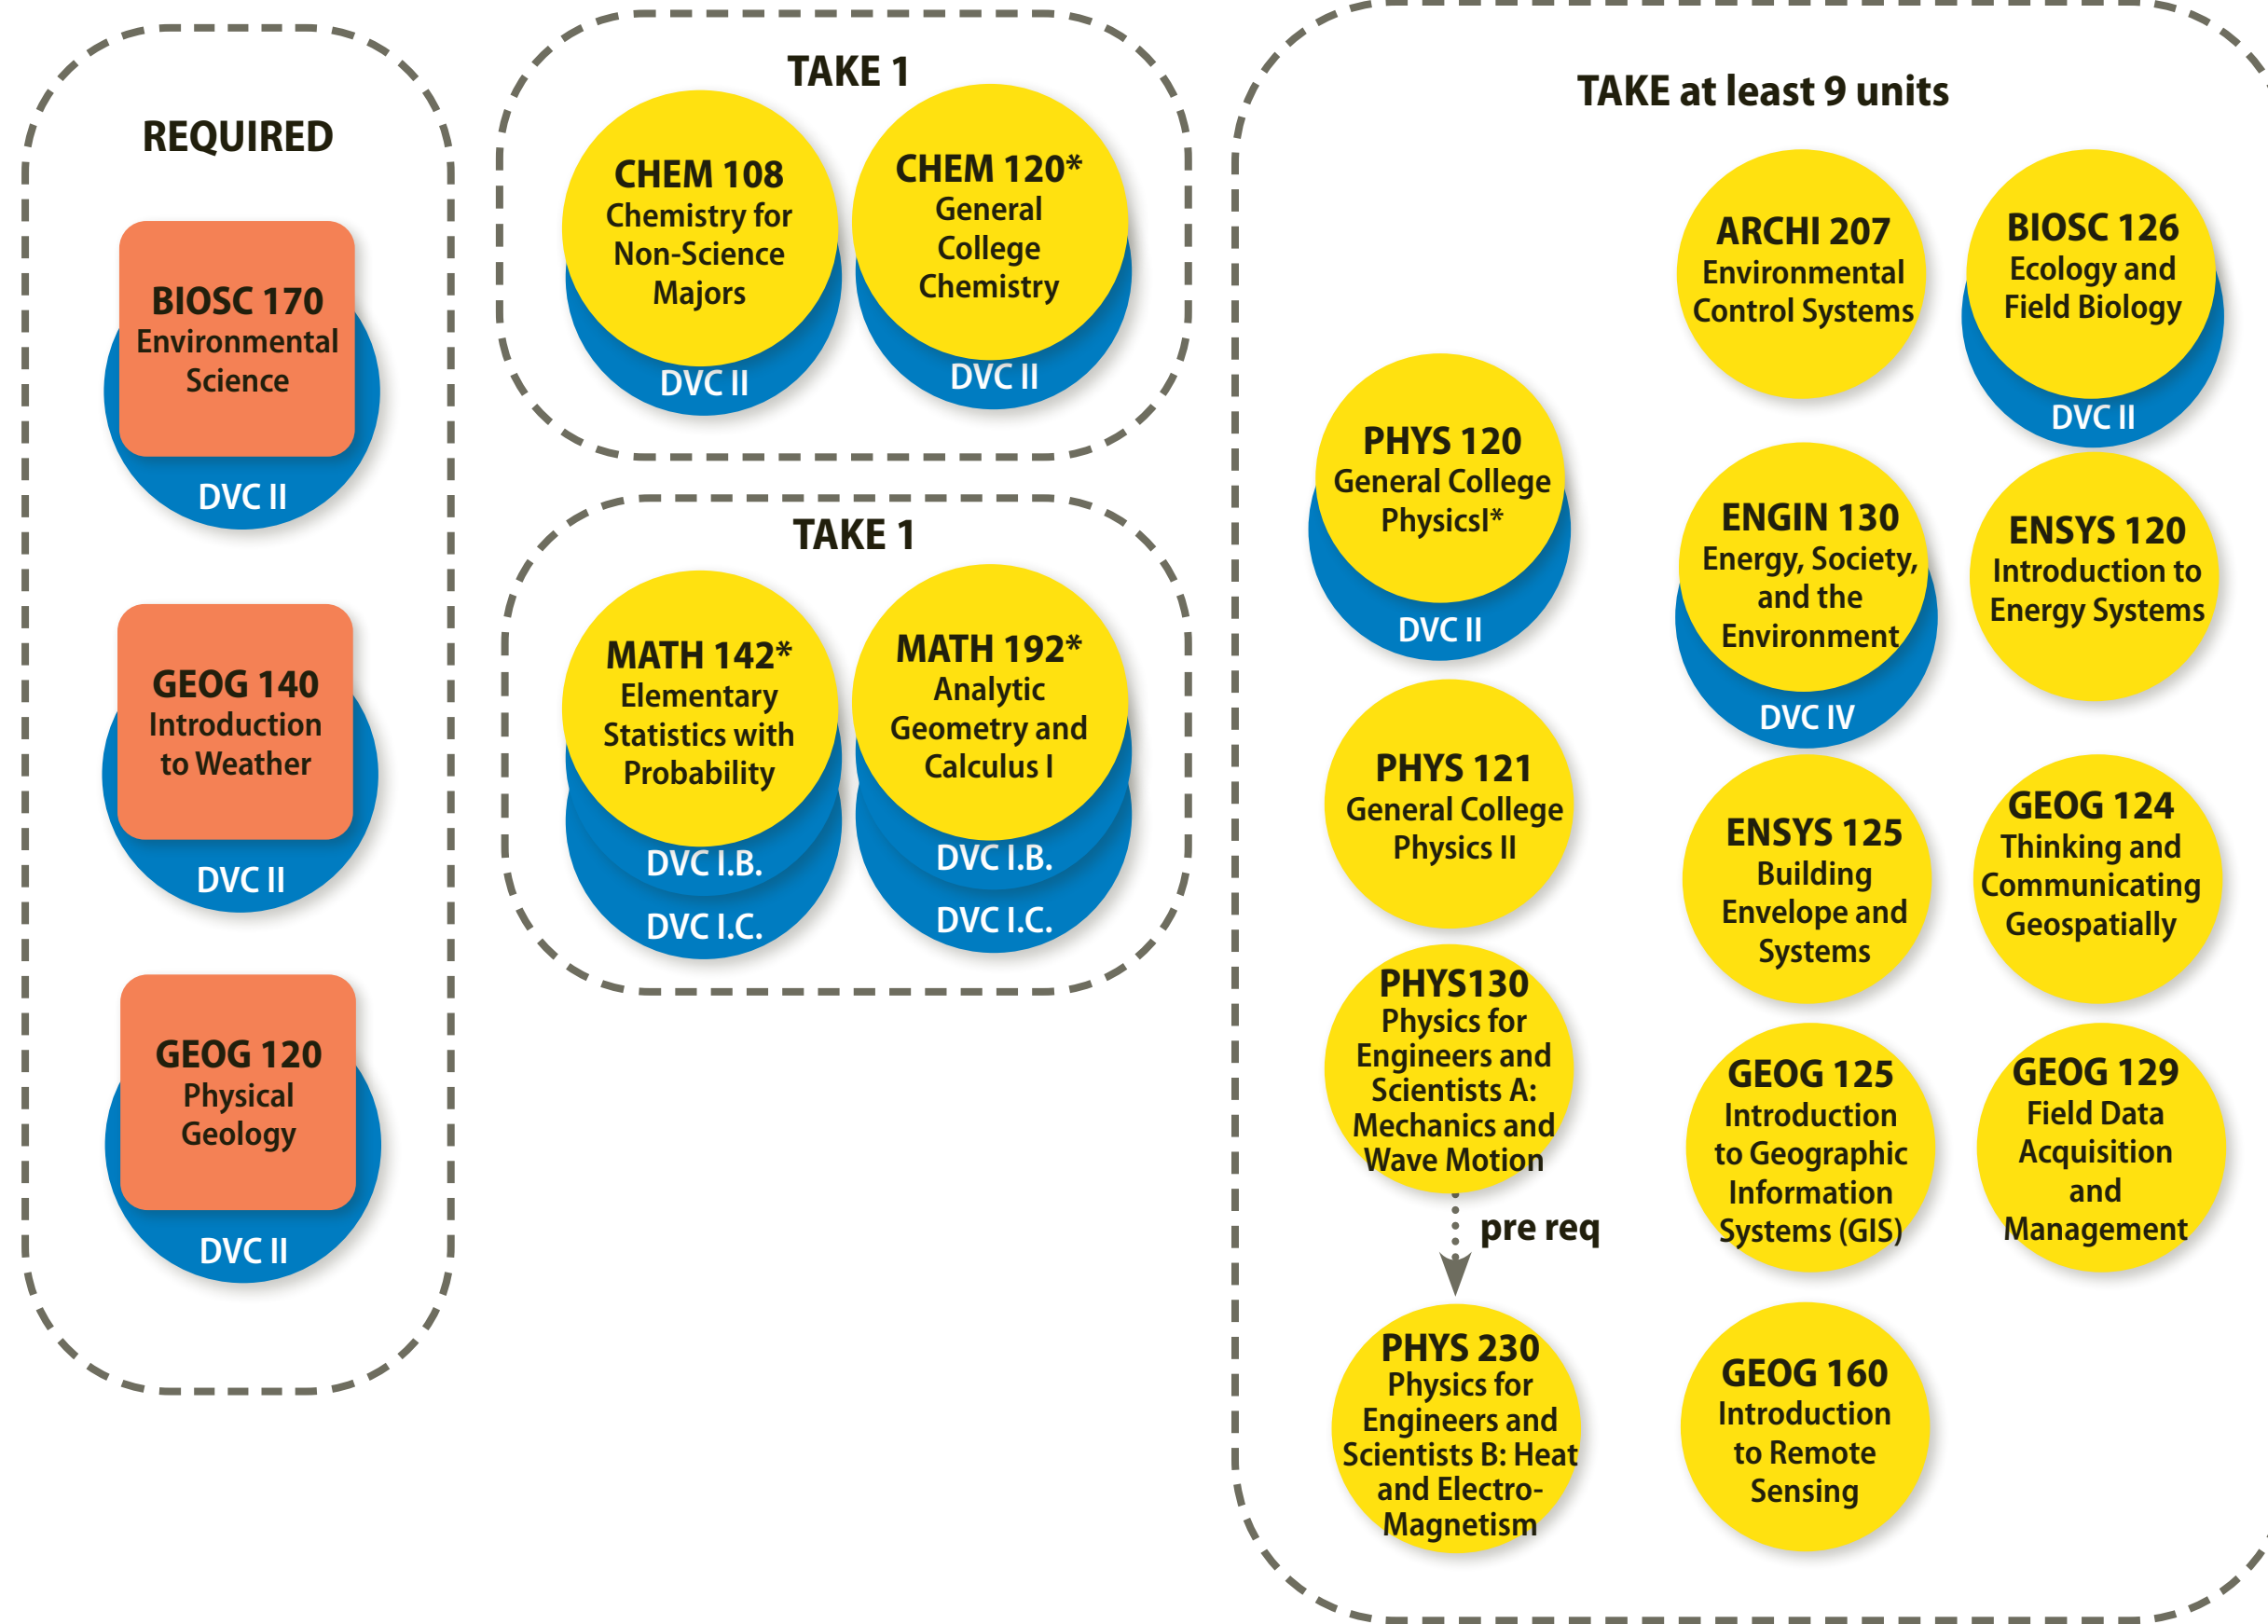 REQUIRED
BIOSC 170
Environmental
Science
DVC II
GEOG 140
Introduction
to Weather
DVC II
GEOG 120
Physical
Geology
DVC II
TAKE 1
CHEM 108
Chemistry for
Non-Science
Majors
DVC II
CHEM 120*
General
College
Chemistry
DVC II
TAKE 1
MATH 142*
Elementary
Statistics with
Probability
DVC I.B.
DVC I.C.
MATH 192*
Analytic
Geometry and
Calculus I
DVC I.B.
DVC I.C.
TAKE at least 9 units
PHYS 120
General College
PhysicsI*
DVC II
PHYS 121
General College
Physics II
PHYS130
Physics for
Engineers and
Scientists A:
Mechanics and
Wave Motion
pre req
PHYS 230
Physics for
Engineers and
Scientists B: Heat
and Electro-
Magnetism
ARCHI 207
Environmental
Control Systems
ENGIN 130
Energy, Society,
and the
Environment
DVC IV
ENSYS 125
Building
Envelope and
Systems
GEOG 125
Introduction
to Geographic
Information
Systems (GIS)
GEOG 160
Introduction
to Remote
Sensing
BIOSC 126
Ecology and
Field Biology
DVC II
ENSYS 120
Introduction to
Energy Systems
GEOG 124
Thinking and
Communicating
Geospatially
GEOG 129
Field Data
Acquisition
and
Management